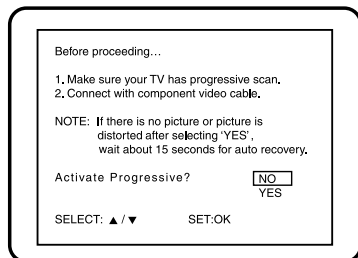 Before proceeding...
1. Make sure your TV has progressive scan.
2. Connect with component video cable.
NOTE: If there is no picture or picture is
distorted after selecting ‘YES’,
wait about 15 seconds for auto recovery.
Activate Progressive? NO
YES
SELECT: ▲ / ▼ SET:OK